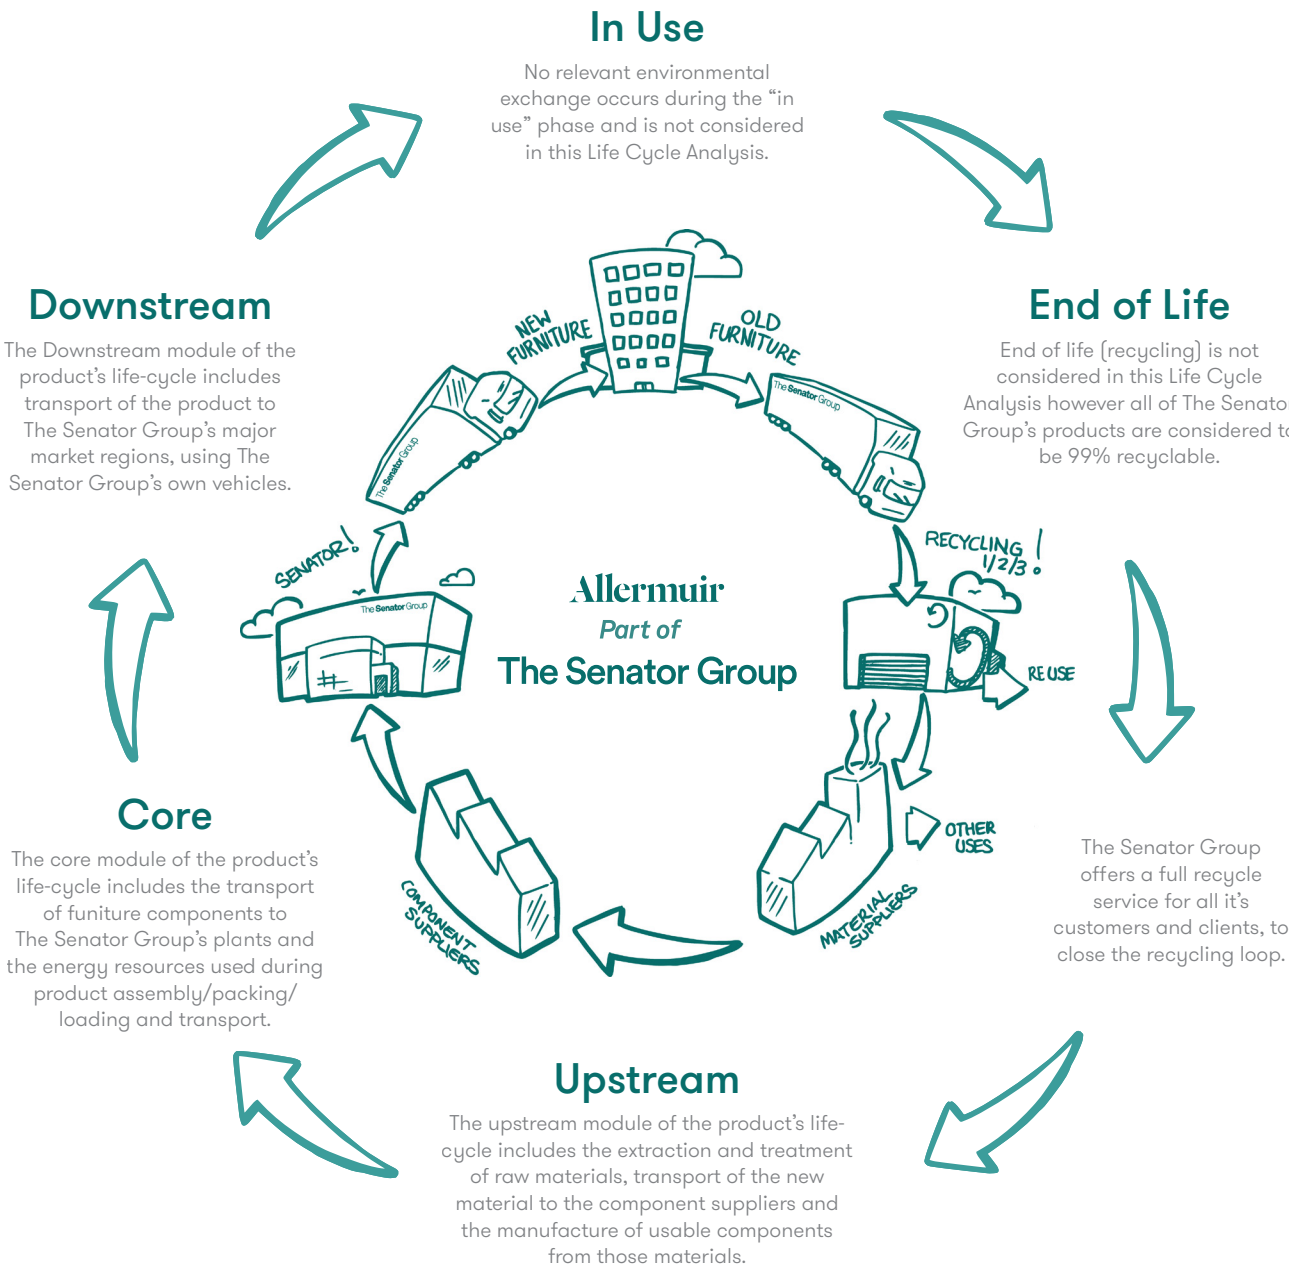 In Use
No relevant environmental
exchange occurs during the “in
use” phase and is not considered
in this Life Cycle Analysis.
Downstream
The Downstream module of the
product’s life-cycle includes
transport of the product to
The Senator Group’s major
market regions, using The
Senator Group’s own vehicles.
End of Life
End of life (recycling) is not
considered in this Life Cycle
Analysis however all of The Senator
Group’s products are considered to
be 99% recyclable.
NEW
FURNITURE
OLD
FURNITURE
The Senator Group
The Senator Group
SENATOR!
RECYCLING !
1/2/3
The Senator Group
Allermuir
Part of
The Senator Group
RE USE
Core
The core module of the product’s
life-cycle includes the transport
of funiture components to
The Senator Group’s plants and
the energy resources used during
product assembly/packing/
loading and transport.
COMPONENT
SUPPLIERS
MATERIAL
SUPPLIERS
OTHER
USES
The Senator Group
offers a full recycle
service for all it’s
customers and clients, to
close the recycling loop.
Upstream
The upstream module of the product’s life-
cycle includes the extraction and treatment
of raw materials, transport of the new
material to the component suppliers and
the manufacture of usable components
from those materials.